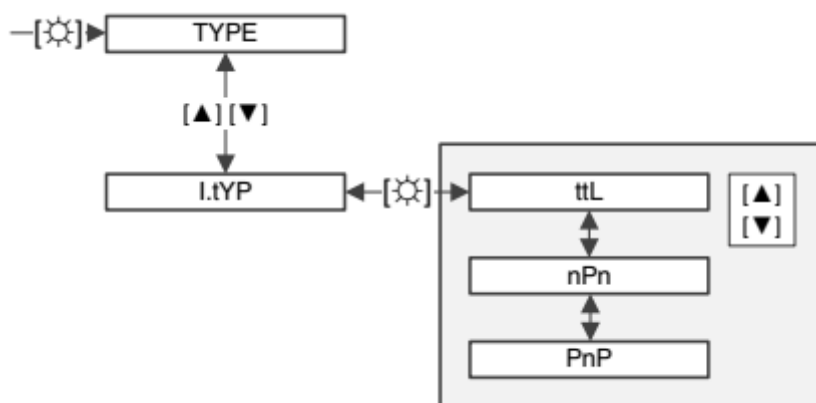 [☼] TYPE
[▲] [▼]
I.tYP [☼] ttL
[▲]
[▼]
nPn
PnP